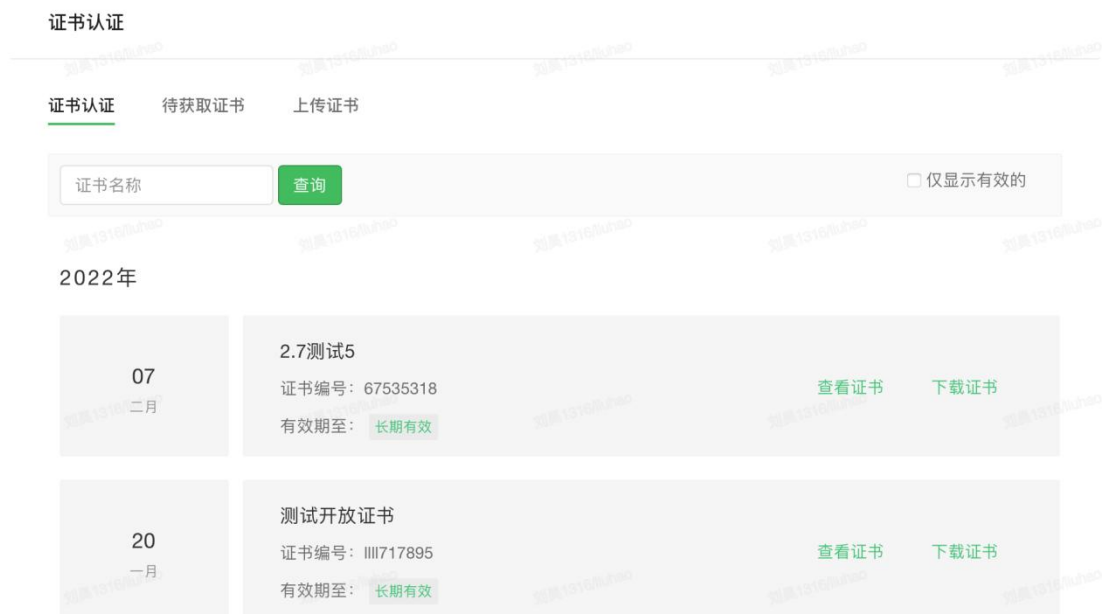 证书认证
证书认证 待获取证书 上传证书
证书名称 查询 仅显示有效的
2022年
07
二月
2.7测试5
证书编号：67535318
有效期至： 长期有效
查看证书 下载证书
20
一月
测试开放证书
证书编号：llll717895
有效期至： 长期有效
查看证书 下载证书